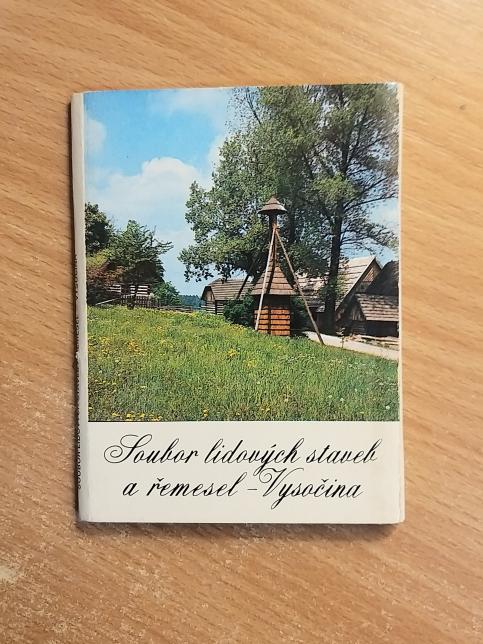 Soubor lidových staveb
a řemesel – Vysočina